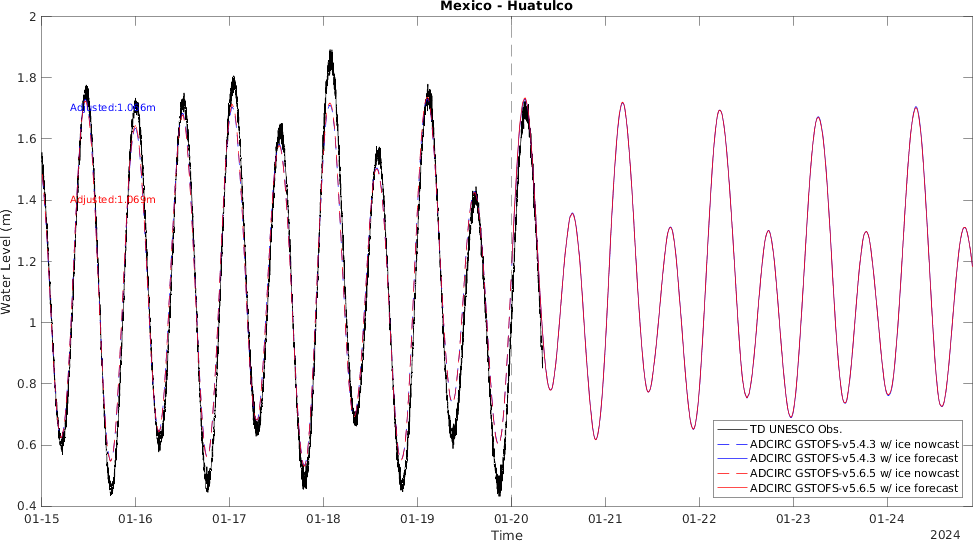 Mexico - Huatulco
2
1.8
1.6
1.4
1.2
1
0.8
0.6
0.4
Water Level (m)
Adjusted:1.069m
TD UNESCO Obs.
ADCIRC GSTOFS-v5.4.3 w/ ice nowcast
ADCIRC GSTOFS-v5.4.3 w/ ice forecast
ADCIRC GSTOFS-v5.6.5 w/ ice nowcast
ADCIRC GSTOFS-v5.6.5 w/ ice forecast
01-15
01-16
01-17
01-18
01-19
01-20
01-21
01-22
01-23
01-24
Time
2024